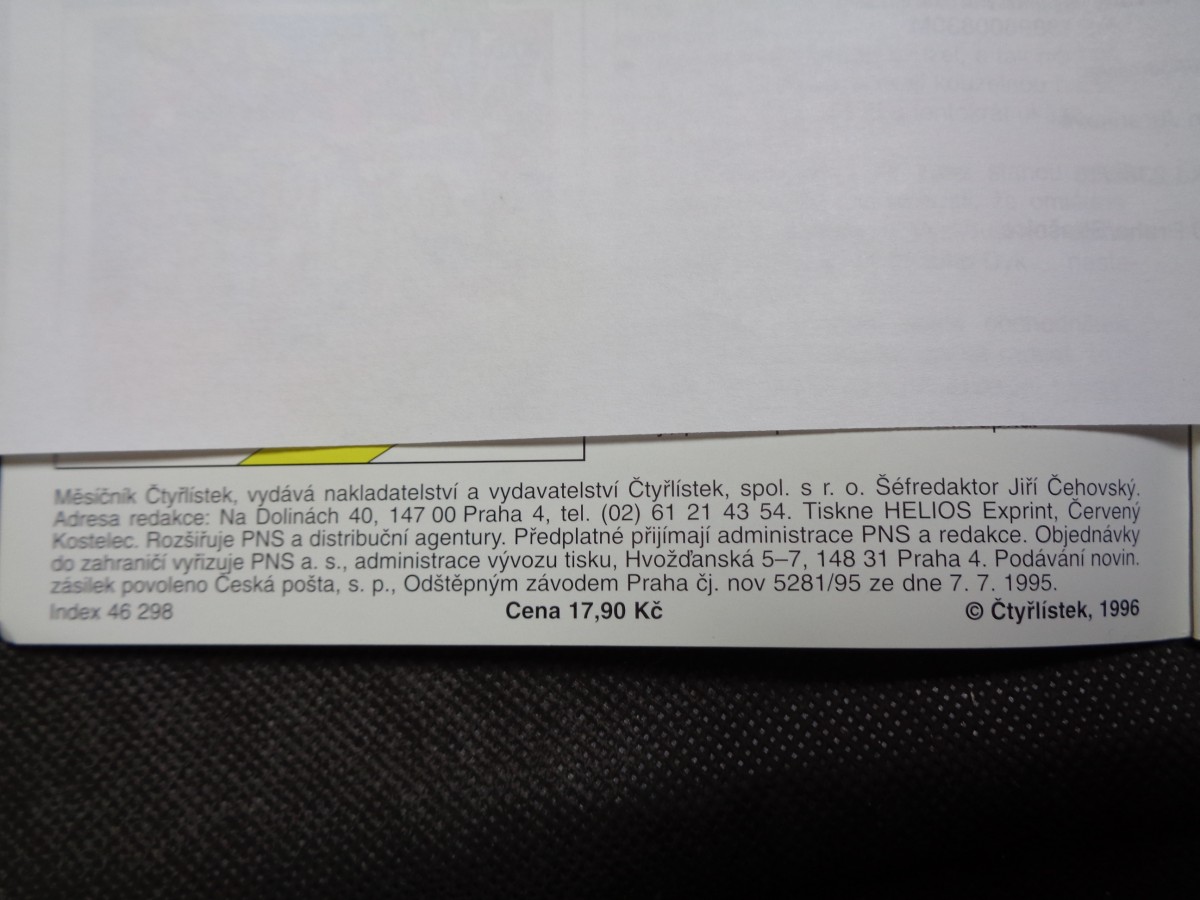 Měsíčník Čtyřlístek, vydává nakladatelství a vydavatelství Čtyřlístek, spol. s r. o. Šéfredaktor Jiří Čehovský.
Adresa redakce: Na Dolinách 40, 147 00 Praha 4, tel. (02) 61 21 43 54. Tiskne HELIOS Exprint, Červený
Kostelec. Rozšiřuje PNS a distribuční agentury. Předplatné přijímají administrace PNS a redakce. Objednávky
do zahraničí vyřizuje PNS a. s., administrace vývozu tisku, Hvožďanská 5–7, 148 31 Praha 4. Podávání novin.
zásilek povoleno Česká pošta, s. p., Odštěpným závodem Praha čj. nov 5281/95 ze dne 7. 7. 1995.
Index 46 298 Cena 17,90 Kč © Čtyřlístek, 1996